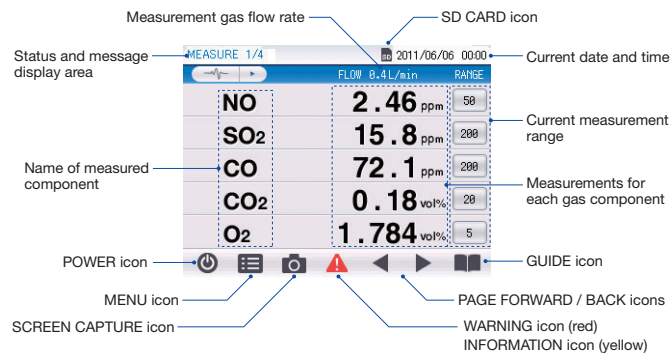 Measurement gas flow rate
SD CARD icon
Status and message
display area
MEASURE 1/4
SD 2011/06/06 00:00
Current date and time
FLOW 0.4L/min RANGE
NO 2.46 ppm 50
SO2 15.8 ppm 200
CO 72.1 ppm 200
CO2 0.18 vol% 20
O2 1.784 vol% 5
Current measurement
range
Name of measured
component
Measurements for
each gas component
POWER icon
GUIDE icon
MENU icon
PAGE FORWARD / BACK icons
SCREEN CAPTURE icon
WARNING icon (red)
INFORMATION icon (yellow)